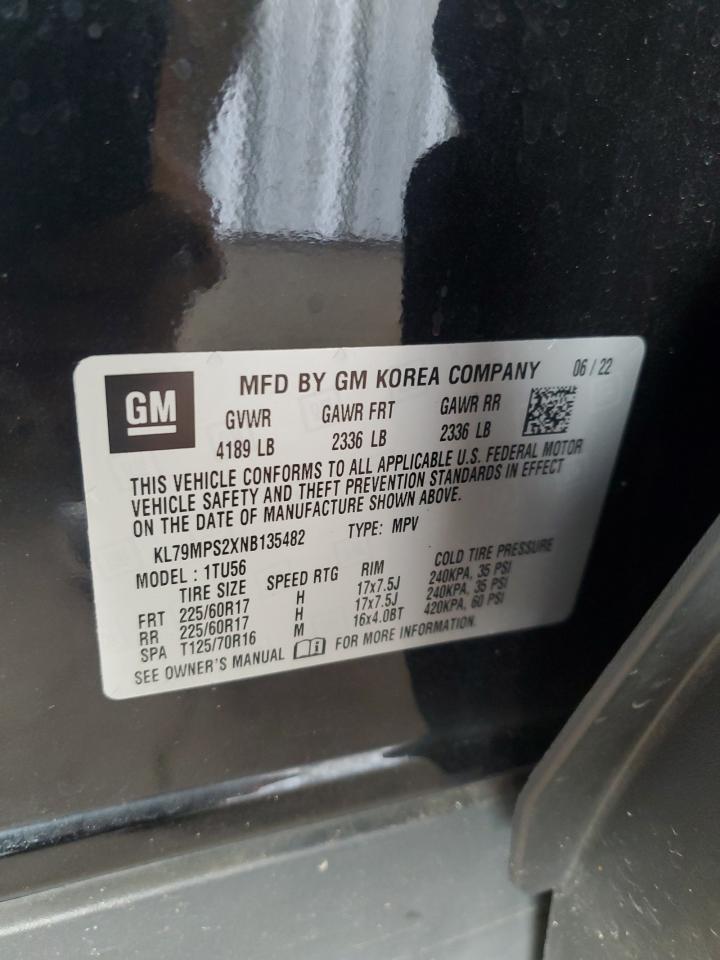 GM
MFD BY GM KOREA COMPANY 06 / 22
GVWR GAWR FRT GAWR RR
4189 LB 2336 LB 2336 LB
THIS VEHICLE CONFORMS TO ALL APPLICABLE U.S. FEDERAL MOTOR
VEHICLE SAFETY AND THEFT PREVENTION STANDARDS IN EFFECT
ON THE DATE OF MANUFACTURE SHOWN ABOVE.
KL79MPS2XNB135482 TYPE: MPV
MODEL : 1TU56
TIRE SIZE SPEED RTG RIM COLD TIRE PRESSURE
FRT 225/60R17 H 17x7.5J 240KPA, 35 PSI
RR 225/60R17 H 17x7.5J 240KPA, 35 PSI
SPA T125/70R16 M 16x4.0BT 420KPA, 60 PSI
SEE OWNER'S MANUAL FOR MORE INFORMATION.